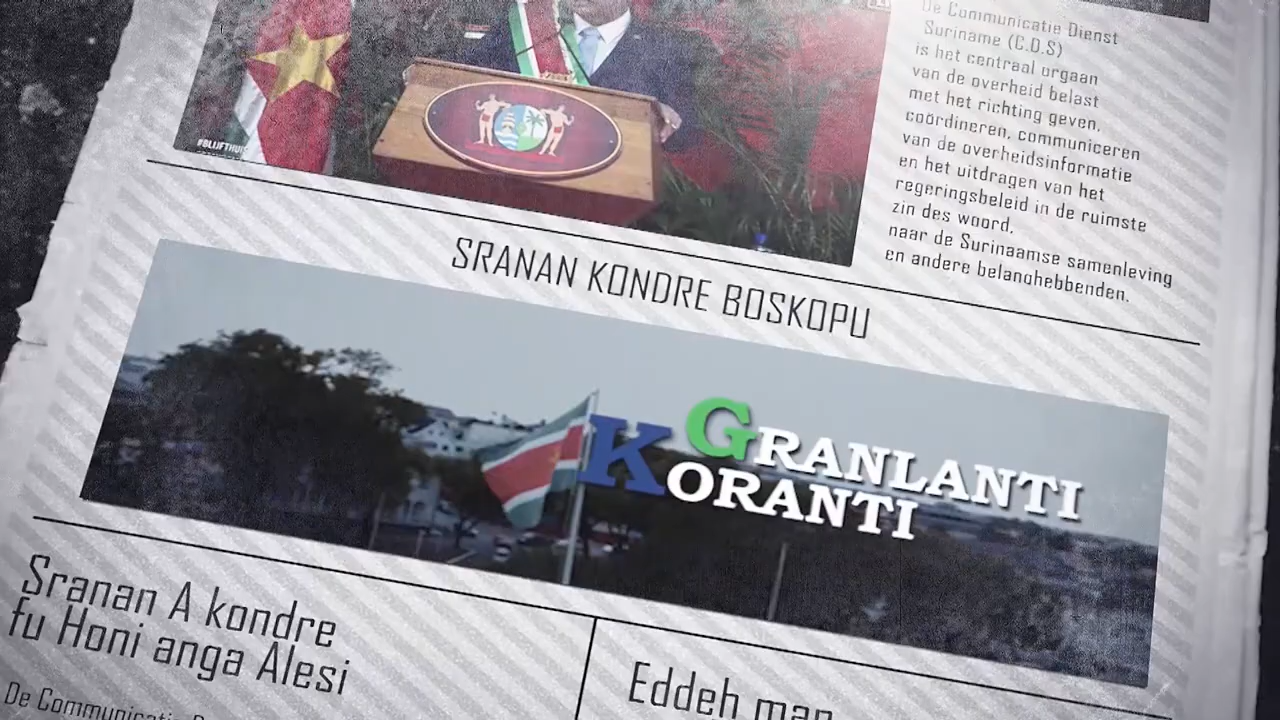 #BLIJFTHUIS
De Communicatie Dienst
Suriname (C.D.S)
is het centraal orgaan
van de overheid belast
met het richting geven,
coördineren, communiceren
van de overheidsinformatie
en het uitdragen van het
regeringsbeleid in de ruimste
zin des woord,
naar de Surinaamse samenleving
en andere belanghebbenden.
SRANAN KONDRE BOSKOPU
GRANLANTI
KORANTI
Sranan A kondre
fu Honi anga Alesi
De Communicatie
Eddeh man